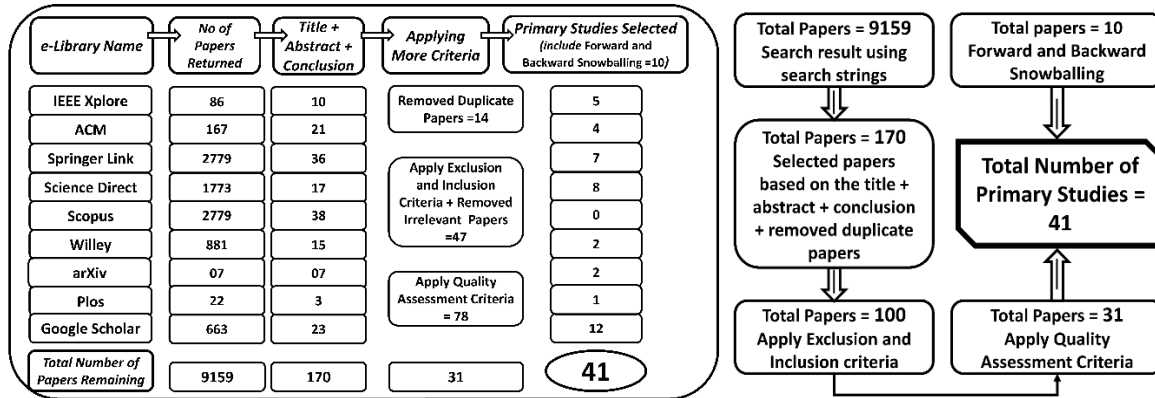 e-Library Name
No of
Papers
Returned
Title +
Abstract +
Conclusion
Applying
More Criteria
Primary Studies Selected
(include Forward and
Backward Snowballing =10)
IEEE Xplore
86
10
5
ACM
167
21
4
Springer Link
2779
36
7
Science Direct
1773
17
8
Scopus
2779
38
0
Willey
881
15
2
arXiv
07
07
2
Plos
22
3
1
Google Scholar
663
23
12
Removed Duplicate
Papers =14
Apply Exclusion
and Inclusion
Criteria + Removed
Irrelevant Papers
=47
Apply Quality
Assessment Criteria
= 78
Total Number of
Papers Remaining
9159
170
31
41
Total Papers = 9159
Search result using
search strings
Total Papers = 170
Selected papers
based on the title +
abstract + conclusion
+ removed duplicate
papers
Total Papers = 100
Apply Exclusion and
Inclusion criteria
Total papers = 10
Forward and Backward
Snowballing
Total Number of
Primary Studies =
41
Total Papers = 31
Apply Quality
Assessment Criteria